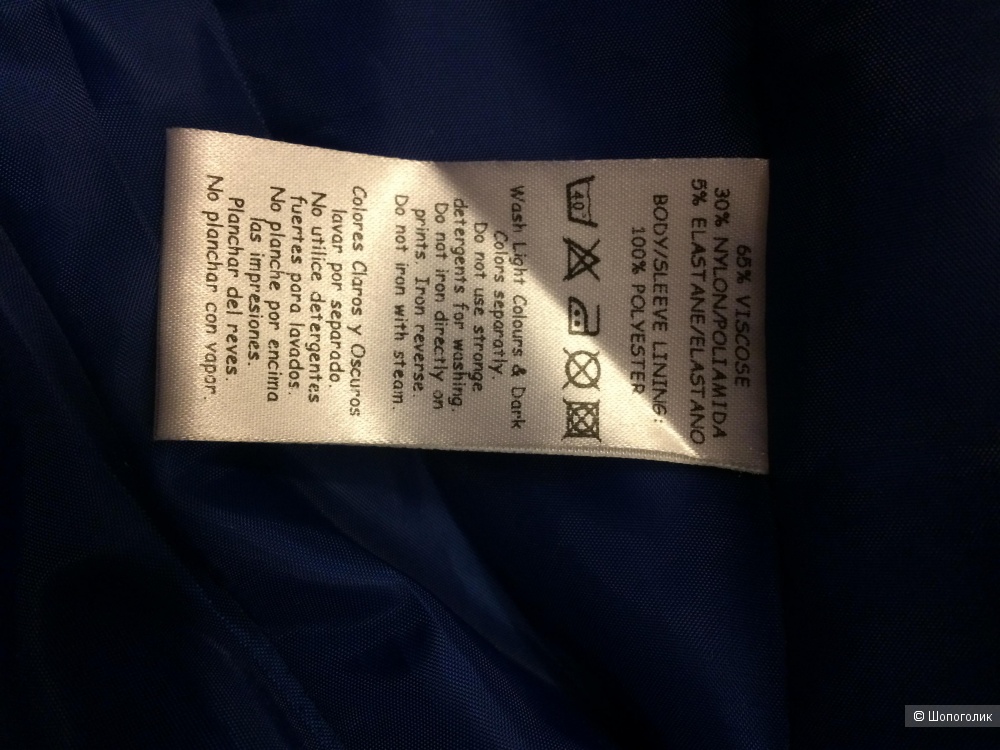 65% VISCOSE
30% NYLON/POLIAMIDA
5% ELASTANE/ELASTANO
BODY/SLEEVE LINING:
100% POLYESTER
40°
Wash Light Colours & Dark
Colors separatly.
Do not use strange
detergents for washing.
Do not iron directly on
prints. Iron reverse.
Do not iron with steam.
Colores Claros y Oscuros
lavar por separado.
No utilice detergentes
fuertes para lavados.
No planche por encima
las impresiones.
Planchar del reves.
No planchar con vapor.
© Шопоголик